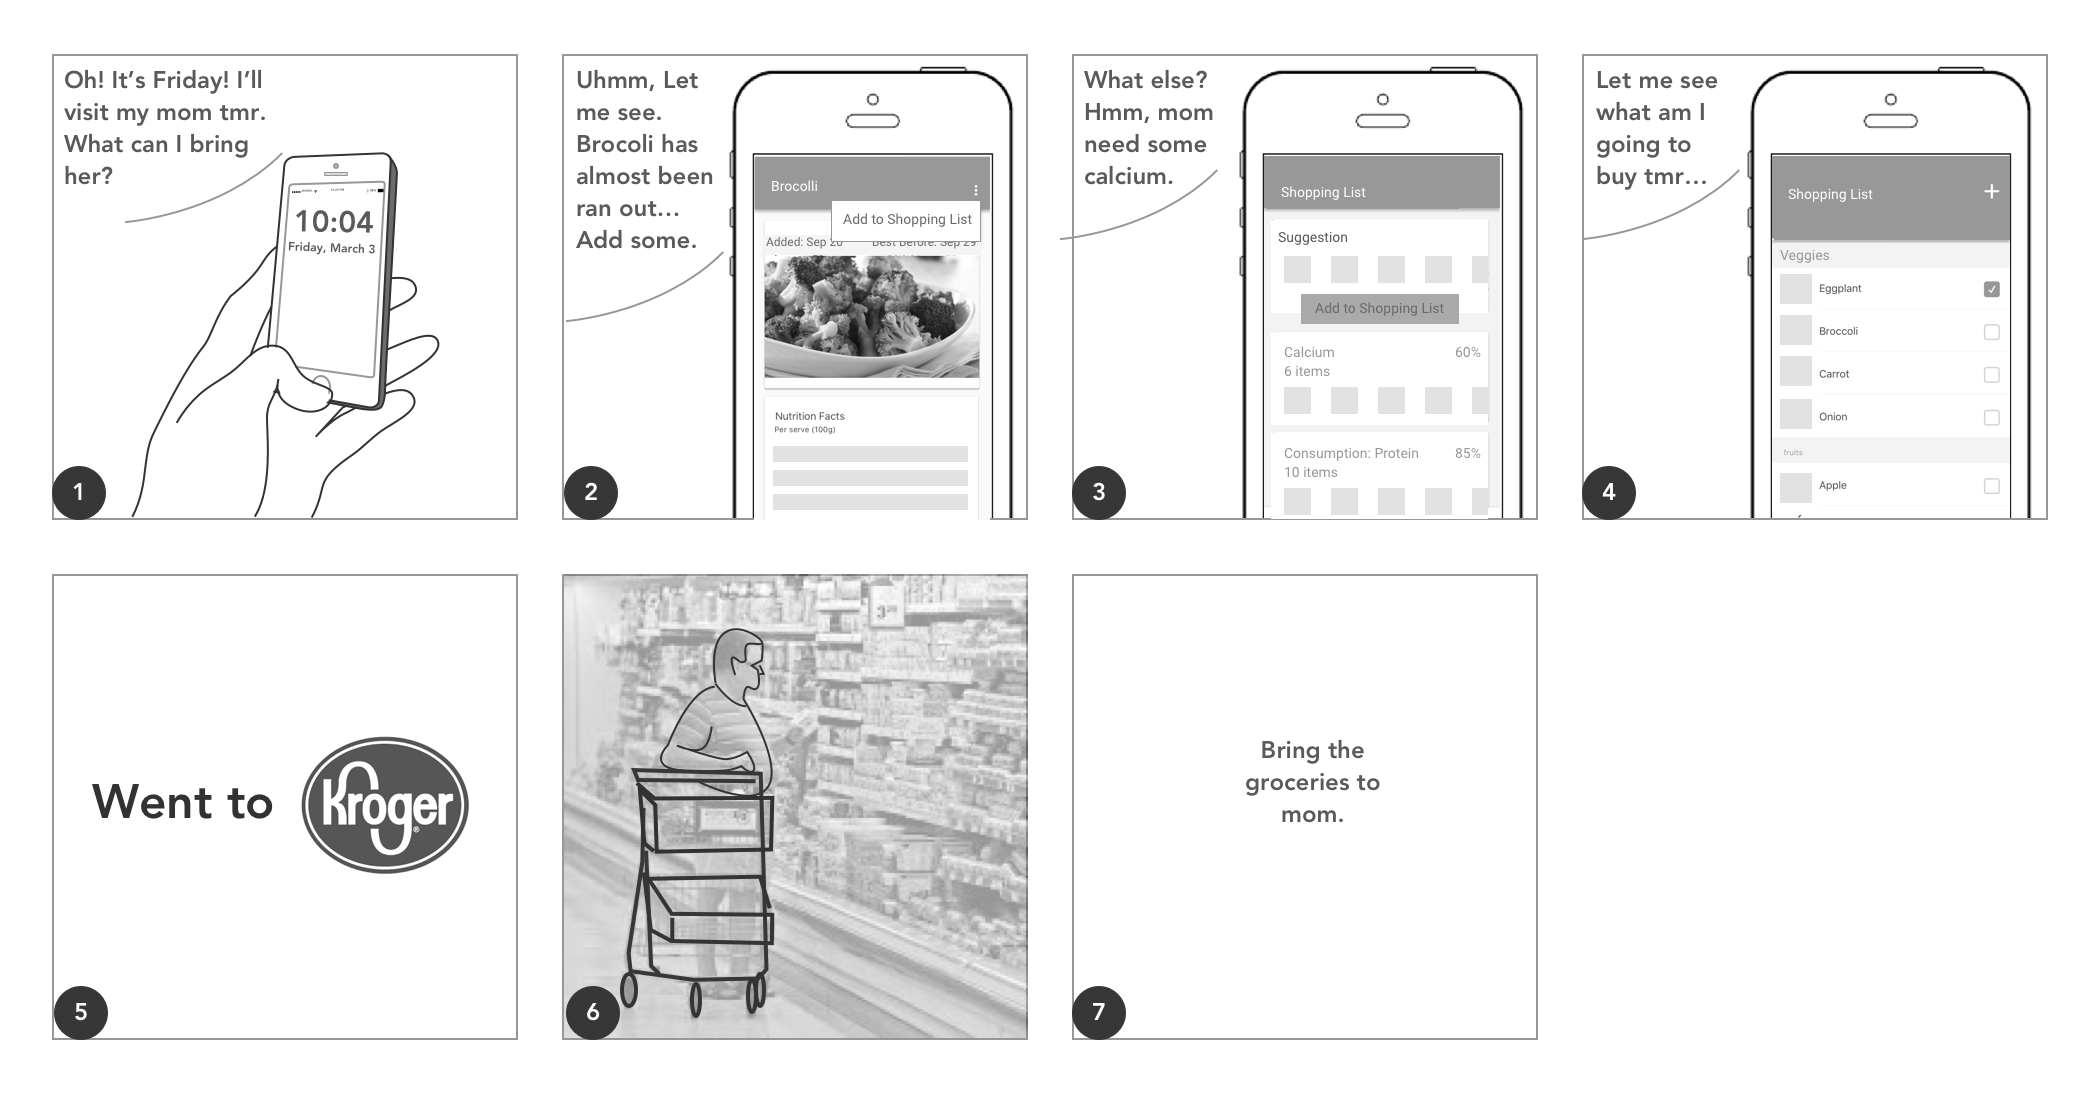 Oh! It’s Friday! I’ll
visit my mom tmr.
What can I bring
her?
10:04
Friday, March 3
1
Uhmm, Let
me see.
Brocoli has
almost been
ran out...
Add some.
Brocolli
Add to Shopping List
Added: Sep 20
Best Before: Sep 29
Nutrition Facts
Per serve (100g)
2
What else?
Hmm, mom
need some
calcium.
Shopping List
Suggestion
Add to Shopping List
Calcium 60%
6 items
Consumption: Protein 85%
10 items
3
Let me see
what am I
going to
buy tmr...
Shopping List +
Veggies
Eggplant
Broccoli
Carrot
Onion
fruits
Apple
4
Went to Kroger
5
6
Bring the
groceries to
mom.
7